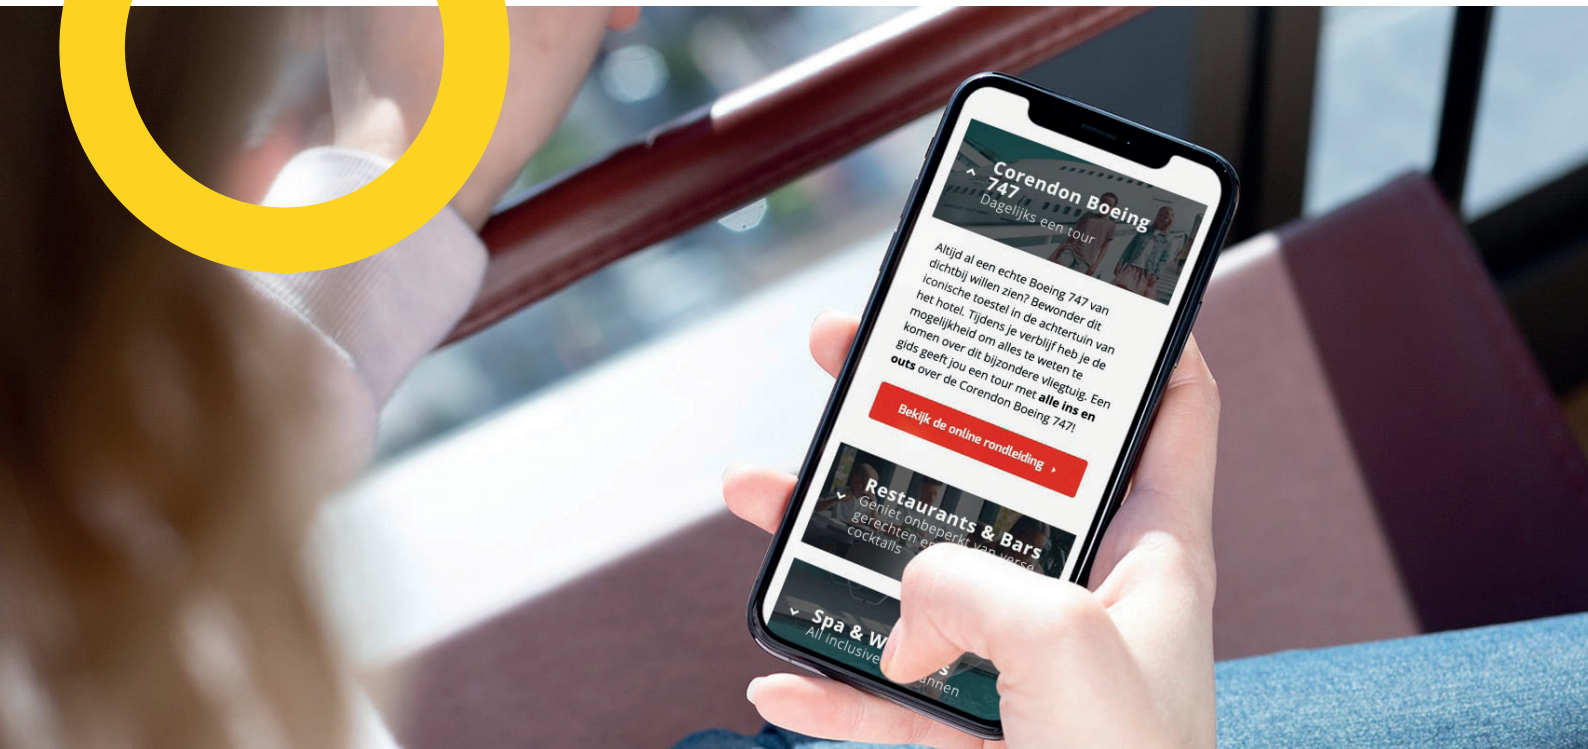 Corendon Boeing
747
Dagelijks een tour
Altijd al een echte Boeing 747 van
dichtbij willen zien? Bewonder dit
iconische toestel in de achtertuin van
het hotel. Tijdens je verblijf heb je de
mogelijkheid om alles te weten te
komen over dit bijzondere vliegtuig. Een
gids geeft jou een tour met alle ins en
outs over de Corendon Boeing 747!
Bekijk de online rondleiding
Restaurants & Bars
Geniet onbeperkt van verse
gerechten
cocktails
Spa &
All inclusive